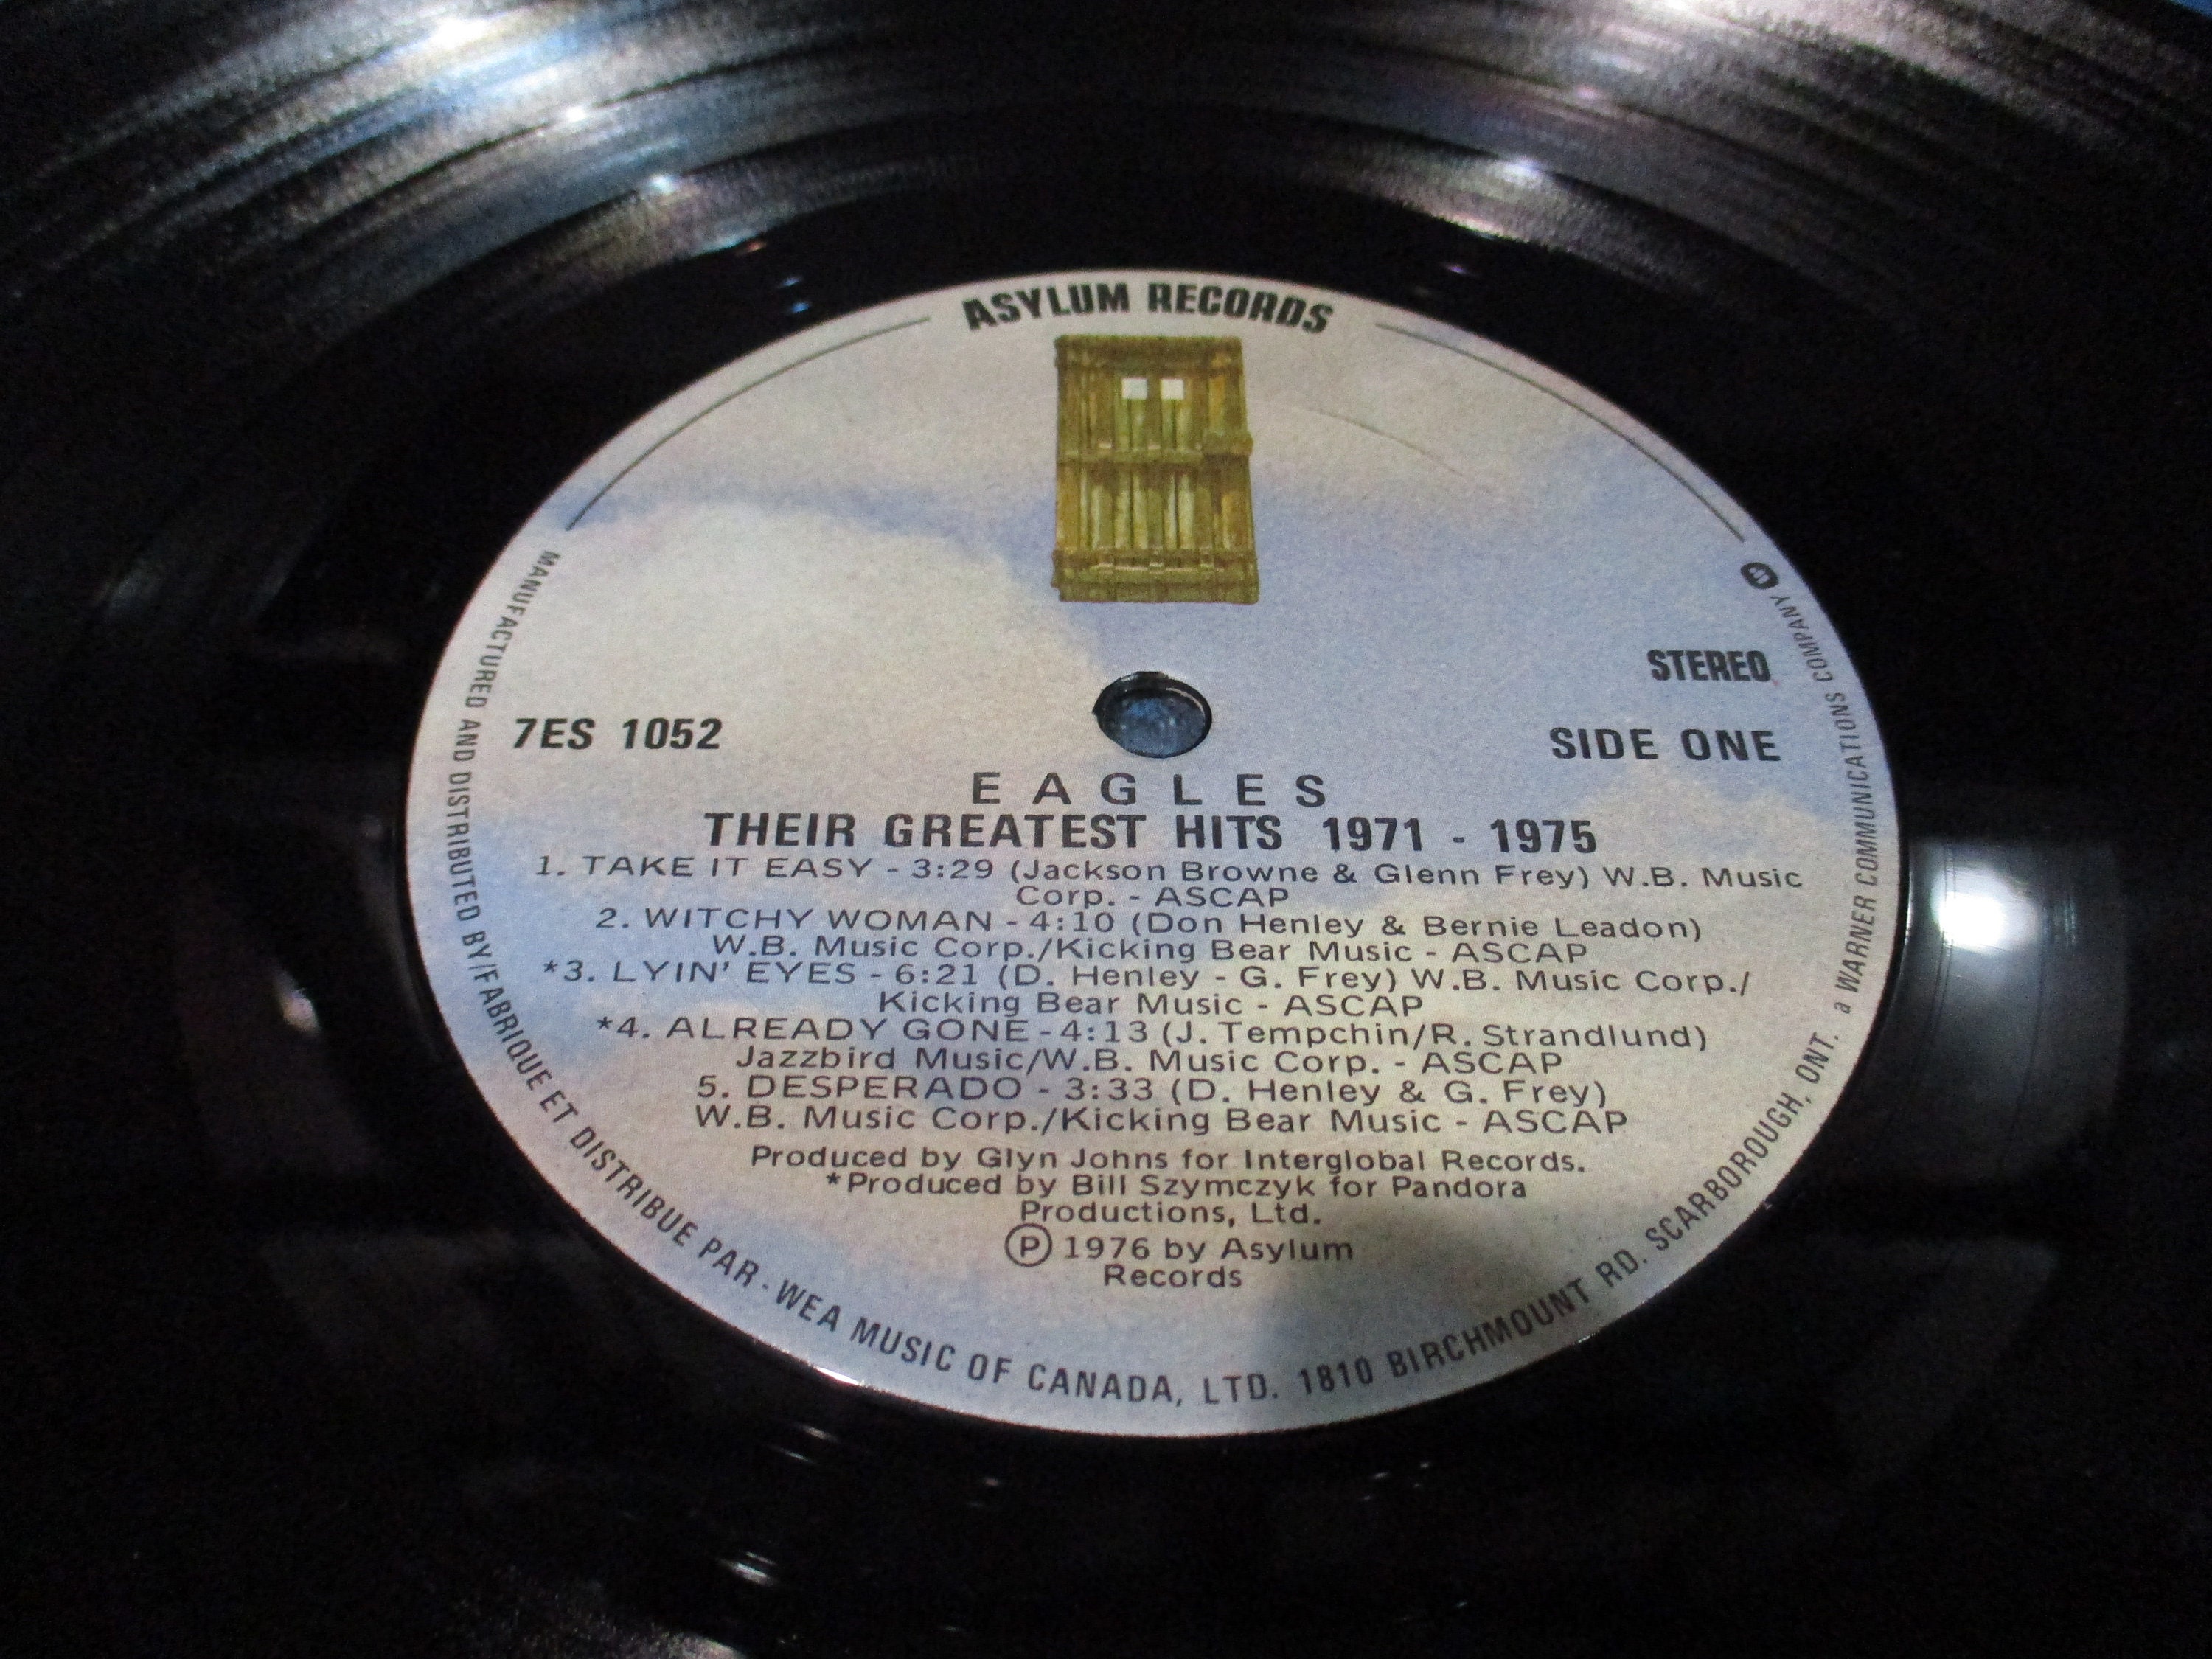 ASYLUM RECORDS
STEREO
7ES 1052
SIDE ONE
EAGLES
THEIR GREATEST HITS 1971 - 1975
1. TAKE IT EASY - 3:29 (Jackson Browne & Glenn Frey) W.B. Music
Corp. - ASCAP
2. WITCHY WOMAN - 4:10 (Don Henley & Bernie Leadon)
W.B. Music Corp./Kicking Bear Music - ASCAP
*3. LYIN' EYES - 6:21 (D. Henley - G. Frey) W.B. Music Corp./
Kicking Bear Music - ASCAP
*4. ALREADY GONE - 4:13 (J. Tempchin/R. Strandlund)
Jazzbird Music/W.B. Music Corp. - ASCAP
5. DESPERADO - 3:33 (D. Henley & G. Frey)
W.B. Music Corp./Kicking Bear Music - ASCAP
Produced by Glyn Johns for Interglobal Records.
*Produced by Bill Szymczyk for Pandora
Productions, Ltd.
Ⓟ 1976 by Asylum
Records
MANUFACTURED AND DISTRIBUTED BY/FABRIQUE ET DISTRIBUE PAR - WEA MUSIC OF CANADA, LTD. 1810 BIRCHMOUNT RD. SCARBOROUGH, ONT. a WARNER COMMUNICATIONS COMPANY